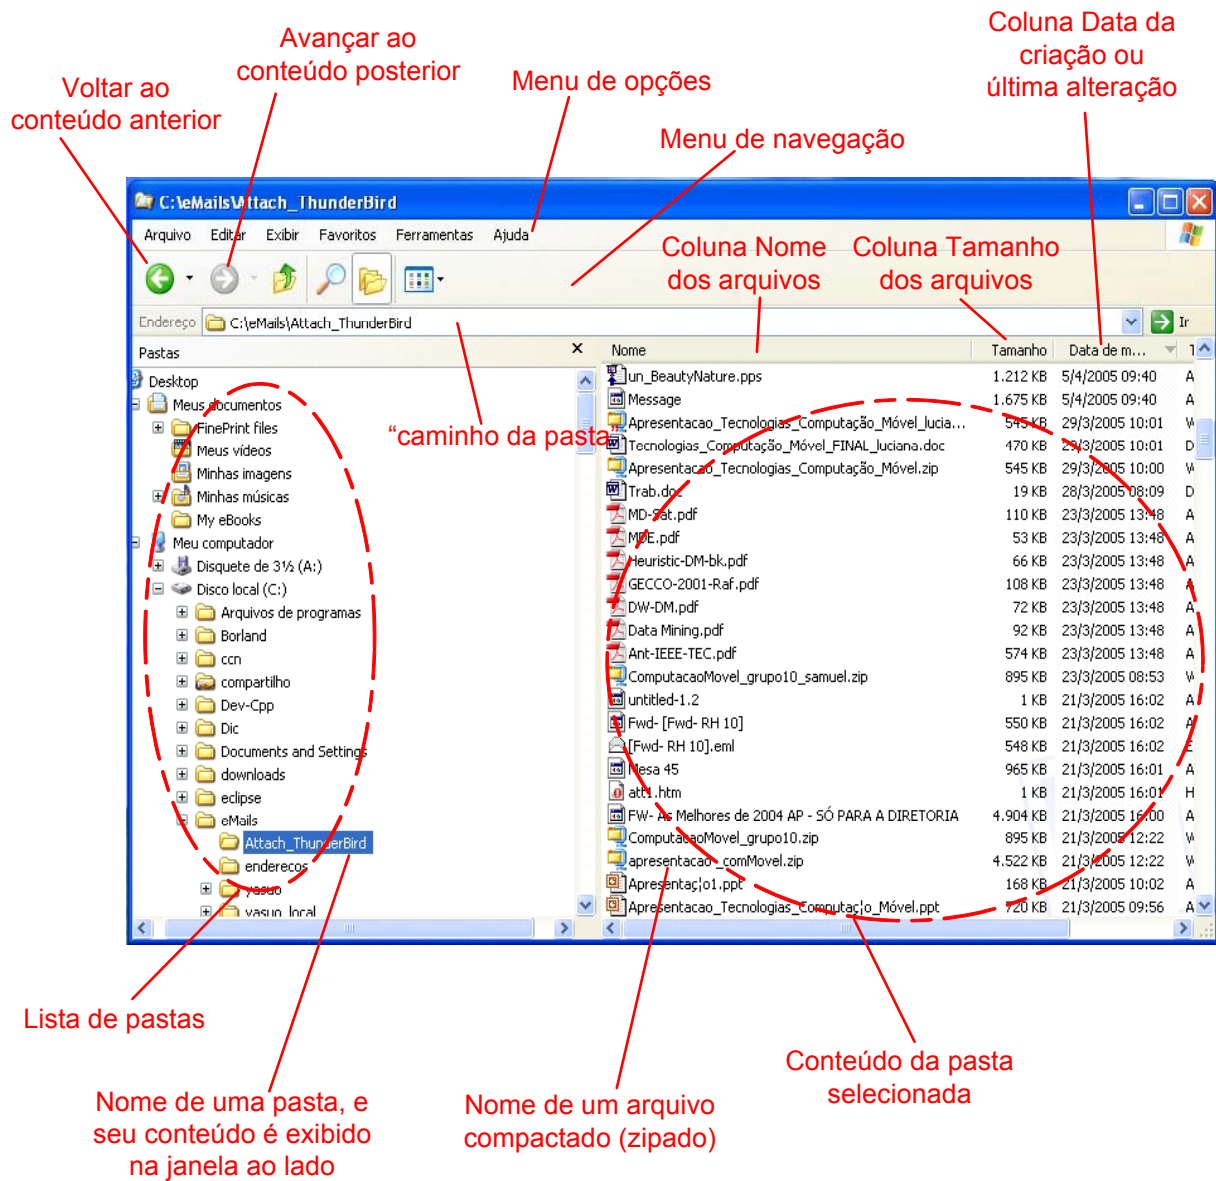 Coluna Data da
criação ou
última alteração
Avançar ao
conteúdo posterior
Menu de opções
Voltar ao
conteúdo anterior
Menu de navegação
C:\eMails\Attach_ThunderBird
Arquivo Editar Exibir Favoritos Ferramentas Ajuda
Coluna Nome
dos arquivos
Coluna Tamanho
dos arquivos
Endereço C:\eMails\Attach_ThunderBird Ir
Pastas
Desktop
Meus documentos
FinePrint files
Meus vídeos
Minhas imagens
Minhas músicas
My eBooks
Meu computador
Disquete de 3½ (A:)
Disco local (C:)
Arquivos de programas
Borland
ccn
compartilho
Dev-Cpp
Dic
Documents and Settings
downloads
eclipse
eMails
Attach_ThunderBird
enderecos
yasuo
yasuo_local
“caminho da pasta”
Nome Tamanho Data de m... T
un_BeautyNature.pps 1.212 KB 5/4/2005 09:40 A
Message 1.675 KB 5/4/2005 09:40 A
Apresentacao_Tecnologias_Computação_Móvel_lucia... 545 KB 29/3/2005 10:01
Tecnologias_Computação_Móvel_FINAL_luciana.doc 470 KB 29/3/2005 10:01 D
Apresentacao_Tecnologias_Computação_Móvel.zip 545 KB 29/3/2005 10:00
Trab.doc 19 KB 28/3/2005 08:09 D
MD-Sat.pdf 110 KB 23/3/2005 13:48 A
MDE.pdf 53 KB 23/3/2005 13:48 A
Heuristic-DM-bk.pdf 66 KB 23/3/2005 13:48 A
GECCO-2001-Raf.pdf 108 KB 23/3/2005 13:48 A
DW-DM.pdf 72 KB 23/3/2005 13:48 A
Data Mining.pdf 92 KB 23/3/2005 13:48 A
Ant-IEEE-TEC.pdf 574 KB 23/3/2005 13:48 A
ComputacaoMovel_grupo10_samuel.zip 895 KB 23/3/2005 08:53
untitled-1.2 1 KB 21/3/2005 16:02 A
Fwd- [Fwd- RH 10] 550 KB 21/3/2005 16:02 A
[Fwd- RH 10].eml 548 KB 21/3/2005 16:02 E
Mesa 45 965 KB 21/3/2005 16:01 A
att1.htm 1 KB 21/3/2005 16:01 H
FW- As Melhores de 2004 AP - SÓ PARA A DIRETORIA 4.904 KB 21/3/2005 16:00 A
ComputacaoMovel_grupo10.zip 895 KB 21/3/2005 12:22
apresentacao_comMovel.zip 4.522 KB 21/3/2005 12:22
Apresentaç¦o1.ppt 168 KB 21/3/2005 10:02 A
Apresentacao_Tecnologias_Computaç¦o_Móvel.ppt 720 KB 21/3/2005 09:56 A
Lista de pastas
Nome de uma pasta, e
seu conteúdo é exibido
na janela ao lado
Nome de um arquivo
compactado (zipado)
Conteúdo da pasta
selecionada